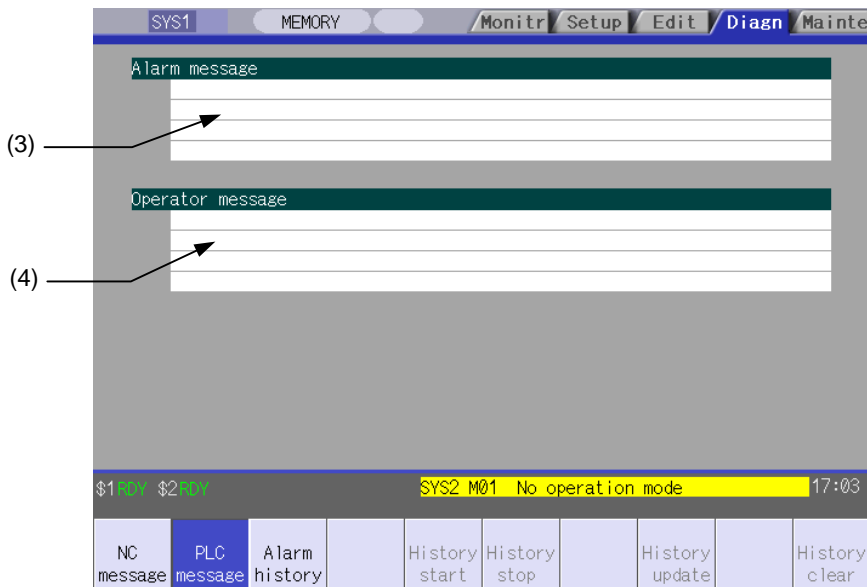 SYS1 MEMORY Monitr Setup Edit Diagn Mainte
Alarm message
(3)
Operator message
(4)
$1RDY $2RDY SYS2 M01 No operation mode 17:03
NC PLC Alarm History History History History
message message history start stop update clear